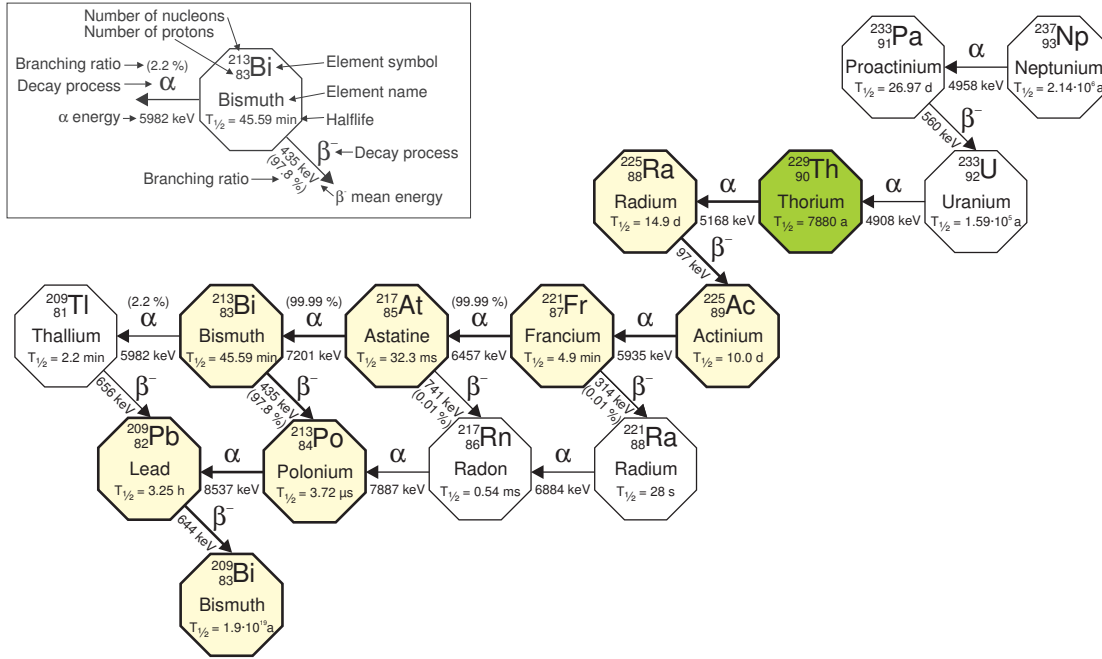 Number of nucleons
Number of protons
Branching ratio
(2.2 %)
213
83
Bi
Element symbol
Decay process
α
Bismuth
Element name
α energy
5982 keV
T½ = 45.59 min
Halflife
435 keV
(97.8 %)
β⁻
Decay process
Branching ratio
β⁻ mean energy
233
91
Pa
Proactinium
T½ = 26.97 d
α
4958 keV
237
93
Np
Neptunium
T½ = 2.14·10⁶a
560 keV
β⁻
225
88
Ra
Radium
T½ = 14.9 d
α
5168 keV
229
90
Th
Thorium
T½ = 7880 a
α
4908 keV
233
92
U
Uranium
T½ = 1.59·10⁵a
97 keV
β⁻
209
81
Tl
Thallium
T½ = 2.2 min
(2.2 %)
α
5982 keV
213
83
Bi
Bismuth
T½ = 45.59 min
(99.99 %)
α
7201 keV
217
85
At
Astatine
T½ = 32.3 ms
(99.99 %)
α
6457 keV
221
87
Fr
Francium
T½ = 4.9 min
α
5935 keV
225
89
Ac
Actinium
T½ = 10.0 d
656 keV
β⁻
435 keV
(97.8 %)
β⁻
741 keV
(0.01 %)
β⁻
314 keV
(0.01 %)
β⁻
209
82
Pb
Lead
T½ = 3.25 h
α
8537 keV
213
84
Po
Polonium
T½ = 3.72 µs
α
7887 keV
217
86
Rn
Radon
T½ = 0.54 ms
α
6884 keV
221
88
Ra
Radium
T½ = 28 s
644 keV
β⁻
209
83
Bi
Bismuth
T½ = 1.9·10¹⁹a